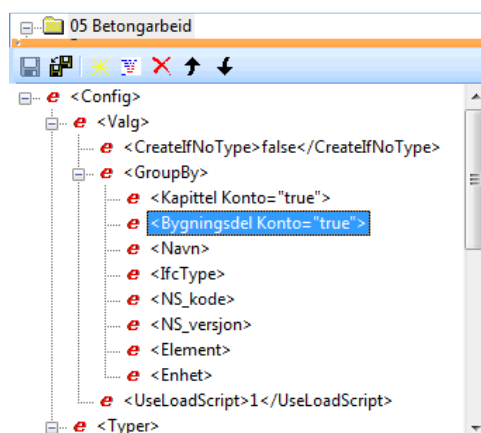 05 Betongarbeid
<Config>
<Valg>
<CreateIfNoType>false</CreateIfNoType>
<GroupBy>
<Kapittel Konto="true">
<Bygningsdel Konto="true">
<Navn>
<IfcType>
<NS_kode>
<NS_versjon>
<Element>
<Enhet>
<UseLoadScript>1</UseLoadScript>
<Typer>